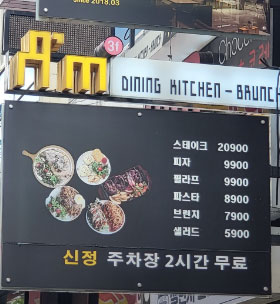 Since 2018.03
31
DINING KITCHEN - BRUNCH
스테이크 20900
피자 9900
필라프 9900
파스타 8900
브런치 7900
샐러드 5900
신정 주차장 2시간 무료